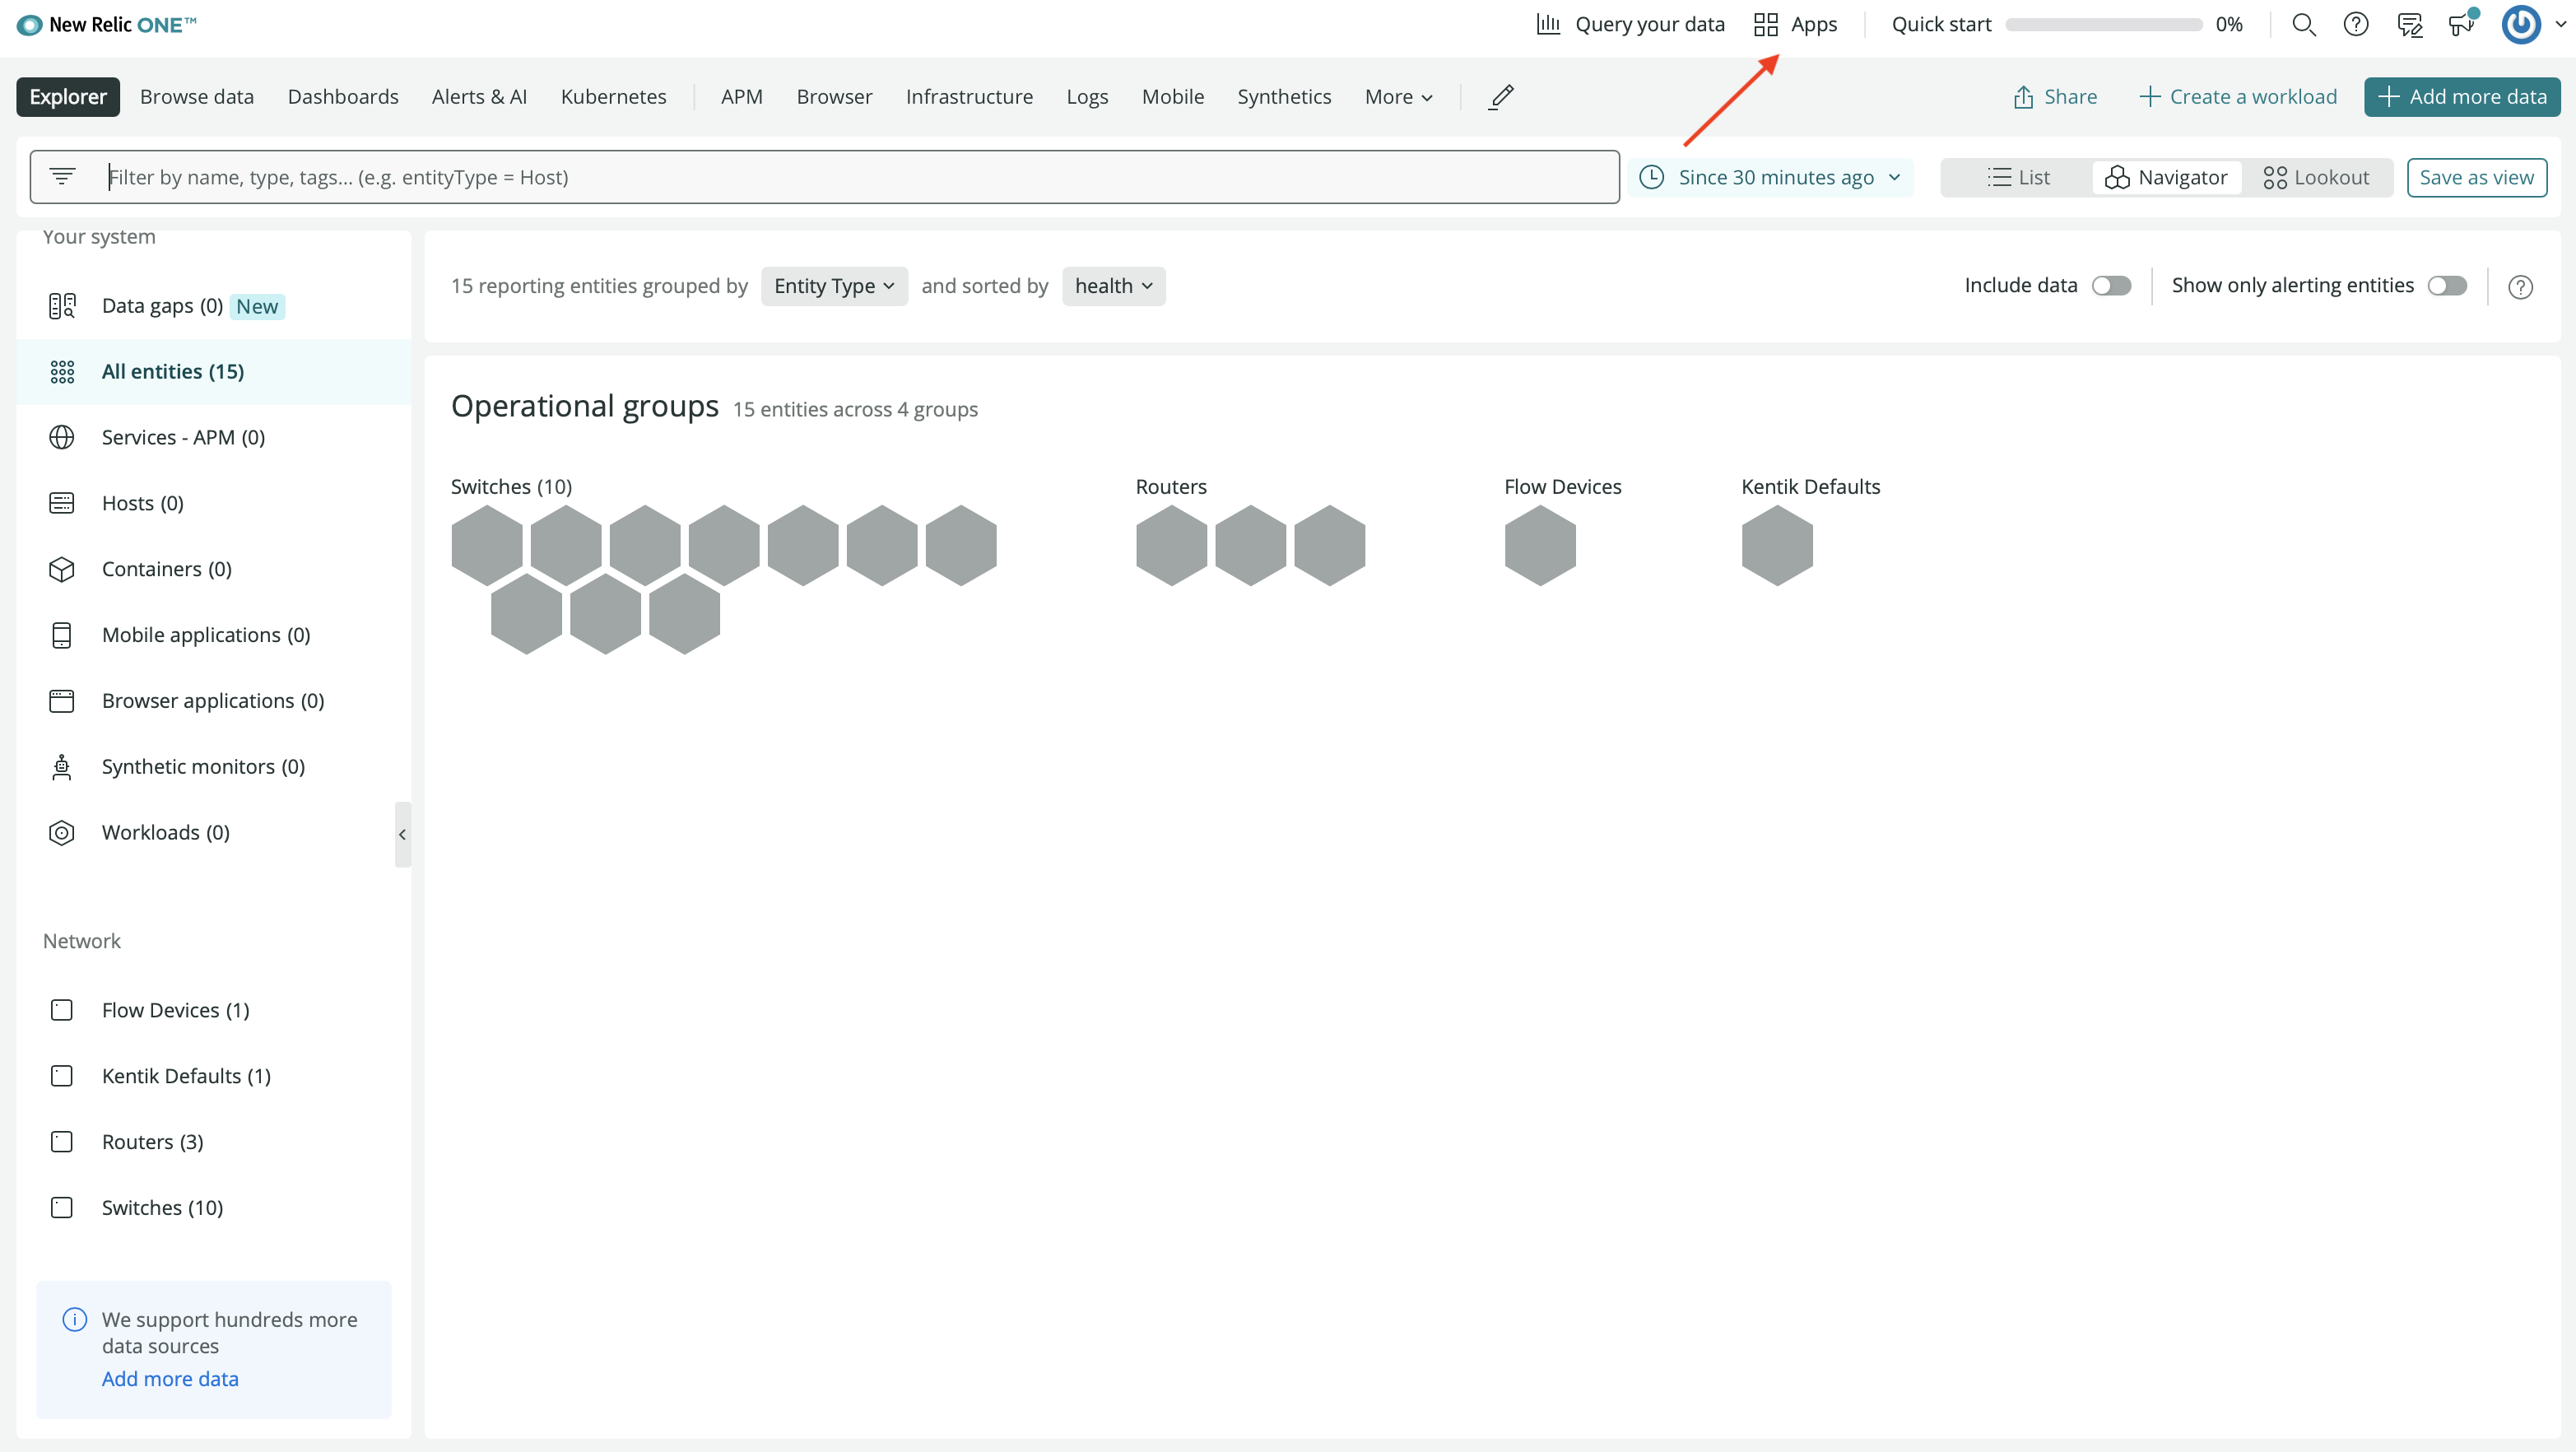 New Relic ONE™
Query your data
Apps
Quick start
0%
Explorer
Browse data
Dashboards
Alerts & AI
Kubernetes
APM
Browser
Infrastructure
Logs
Mobile
Synthetics
More
Share
Create a workload
Add more data
Filter by name, type, tags... (e.g. entityType = Host)
Since 30 minutes ago
List
Navigator
Lookout
Save as view
Your system
Data gaps (0) New
All entities (15)
Services - APM (0)
Hosts (0)
Containers (0)
Mobile applications (0)
Browser applications (0)
Synthetic monitors (0)
Workloads (0)
Network
Flow Devices (1)
Kentik Defaults (1)
Routers (3)
Switches (10)
We support hundreds more
data sources
Add more data
15 reporting entities grouped by Entity Type and sorted by health
Include data
Show only alerting entities
Operational groups 15 entities across 4 groups
Switches (10)
Routers
Flow Devices
Kentik Defaults